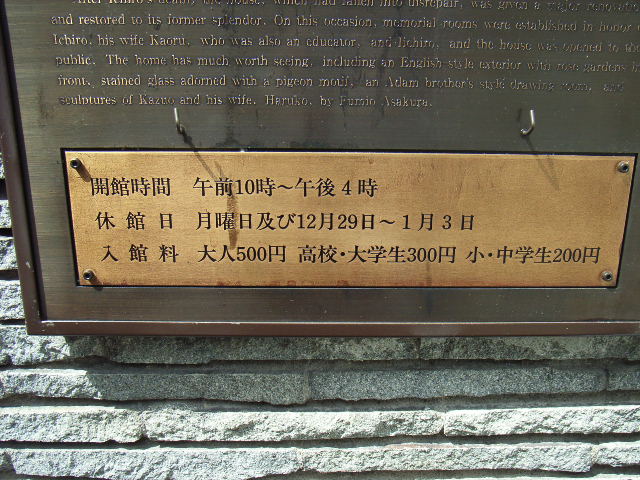 After Ichiro's death, the house, which had fallen into disrepair, was given a major renovation
and restored to its former splendor. On this occasion, memorial rooms were established in honor of
Ichiro, his wife Kaoru, who was also an educator, and Iichiro, and the house was opened to the
public. The home has much worth seeing, including an English style exterior with rose gardens in
front, stained glass adorned with a pigeon motif, an Adam brother's style drawing room, and
sculptures of Kazuo and his wife, Haruko, by Fumio Asakura.
開館時間 午前10時～午後4時
休館日 月曜日及び12月29日～1月3日
入館料 大人500円 高校・大学生300円 小・中学生200円